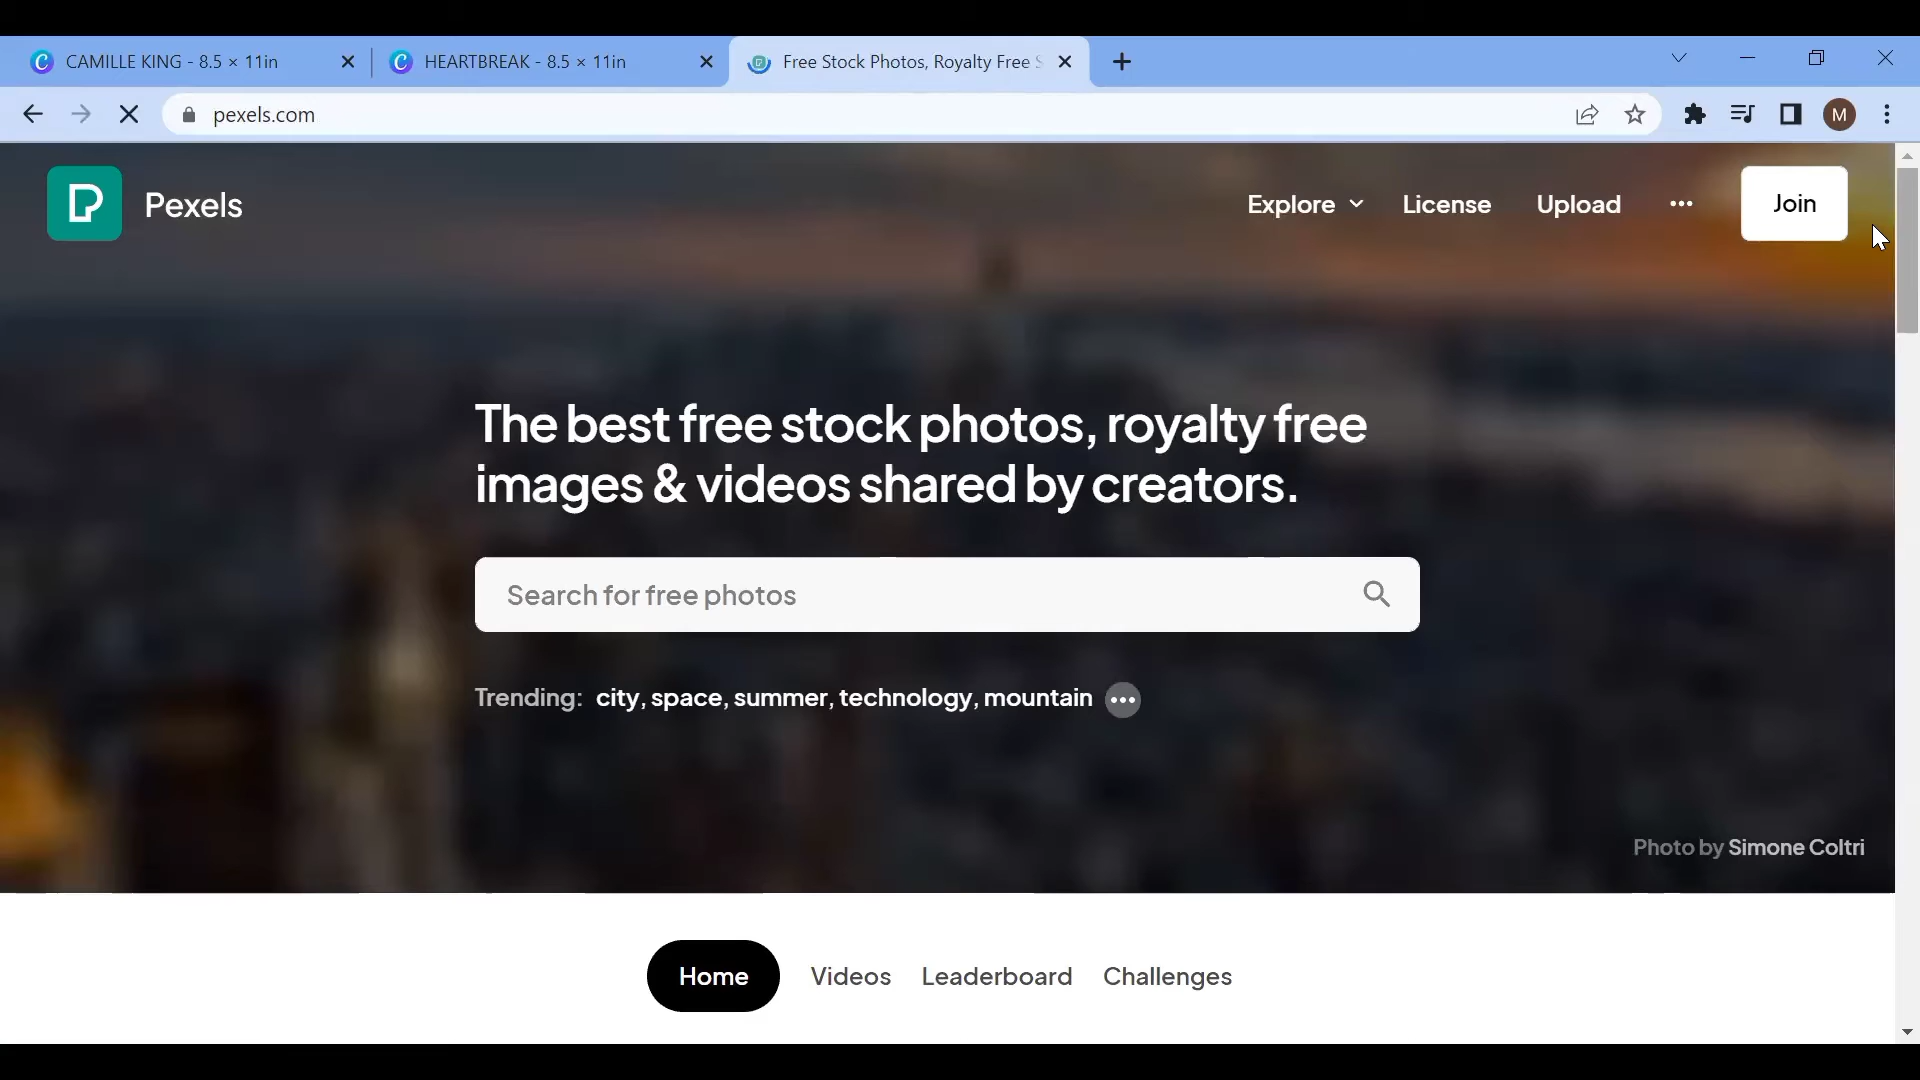 CAMILLE KING - 8.5 × 11in
HEARTBREAK - 8.5 × 11in
Free Stock Photos, Royalty Free S
pexels.com
M
Pexels
Explore
License
Upload
Join
The best free stock photos, royalty free
images & videos shared by creators.
Search for free photos
Trending: city, space, summer, technology, mountain
Photo by Simone Coltri
Home
Videos
Leaderboard
Challenges